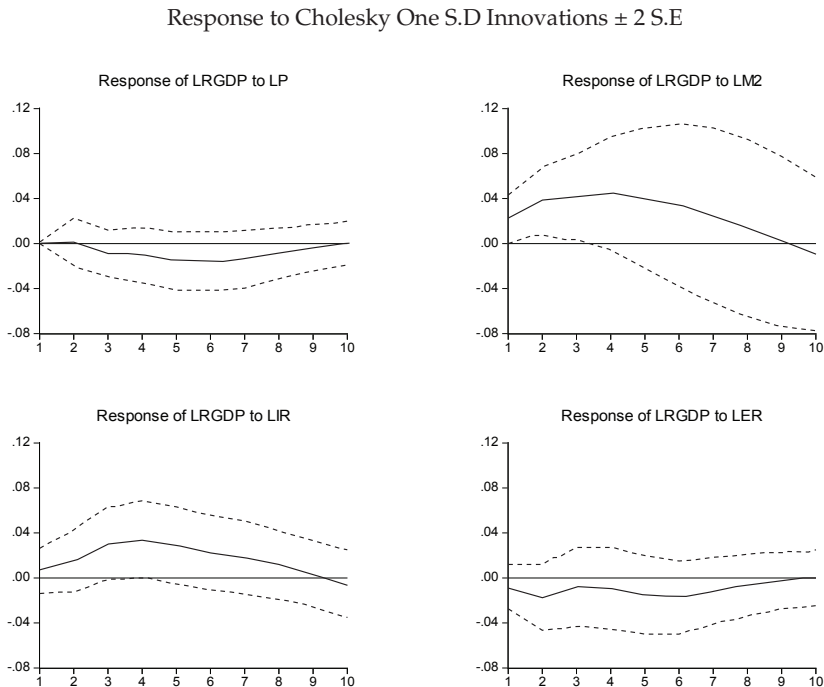 Response to Cholesky One S.D Innovations ± 2 S.E
Response of LRGDP to LP
.12
.08
.04
.00
-.04
-.08
1 2 3 4 5 6 7 8 9 10
Response of LRGDP to LM2
.12
.08
.04
.00
-.04
-.08
1 2 3 4 5 6 7 8 9 10
Response of LRGDP to LIR
.12
.08
.04
.00
-.04
-.08
1 2 3 4 5 6 7 8 9 10
Response of LRGDP to LER
.12
.08
.04
.00
-.04
-.08
1 2 3 4 5 6 7 8 9 10